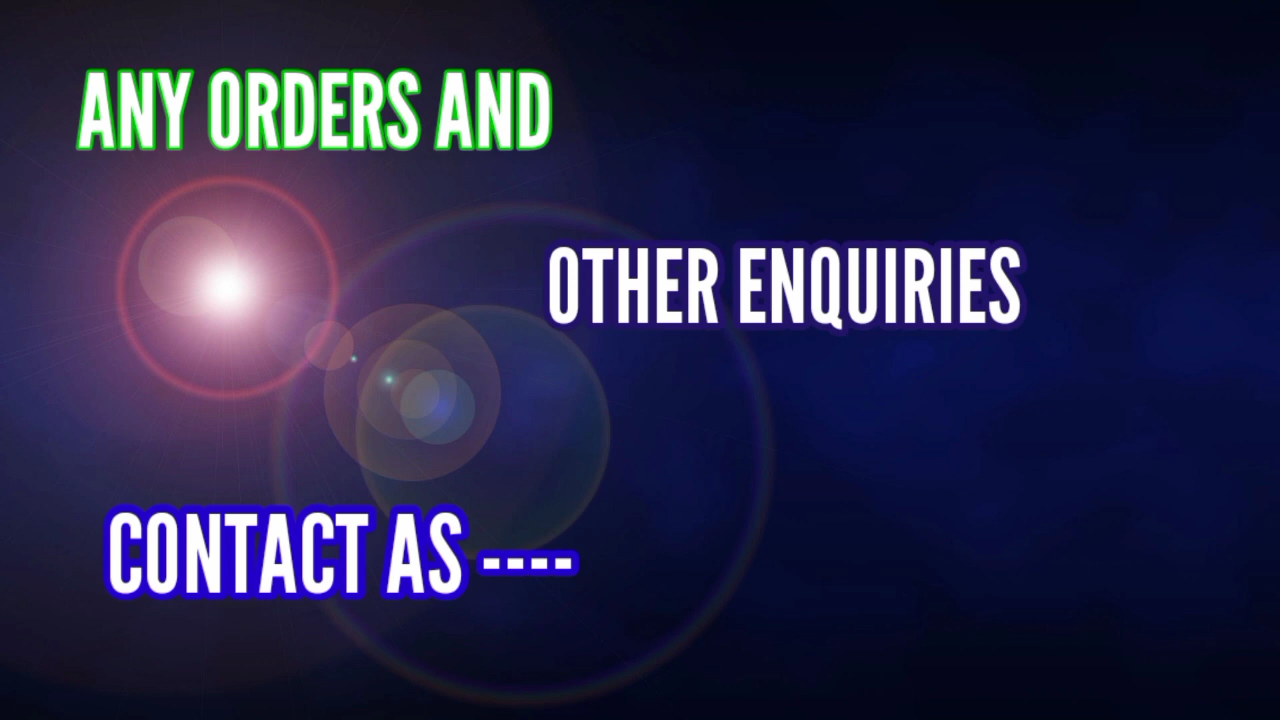 ANY ORDERS AND
OTHER ENQUIRIES
CONTACT AS ----